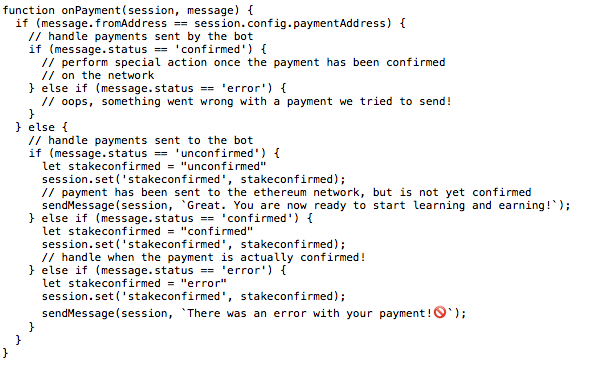 function onPayment(session, message) {
  if (message.fromAddress == session.config.paymentAddress) {
    // handle payments sent by the bot
    if (message.status == 'confirmed') {
      // perform special action once the payment has been confirmed
      // on the network
    } else if (message.status == 'error') {
      // oops, something went wrong with a payment we tried to send!
    }
  } else {
    // handle payments sent to the bot
    if (message.status == 'unconfirmed') {
      let stakeconfirmed = "unconfirmed"
      session.set('stakeconfirmed', stakeconfirmed);
      // payment has been sent to the ethereum network, but is not yet confirmed
      sendMessage(session, `Great. You are now ready to start learning and earning!`);
    } else if (message.status == 'confirmed') {
      let stakeconfirmed = "confirmed"
      session.set('stakeconfirmed', stakeconfirmed);
      // handle when the payment is actually confirmed!
    } else if (message.status == 'error') {
      let stakeconfirmed = "error"
      session.set('stakeconfirmed', stakeconfirmed);
      sendMessage(session, `There was an error with your payment!🚫`);
    }
  }
}